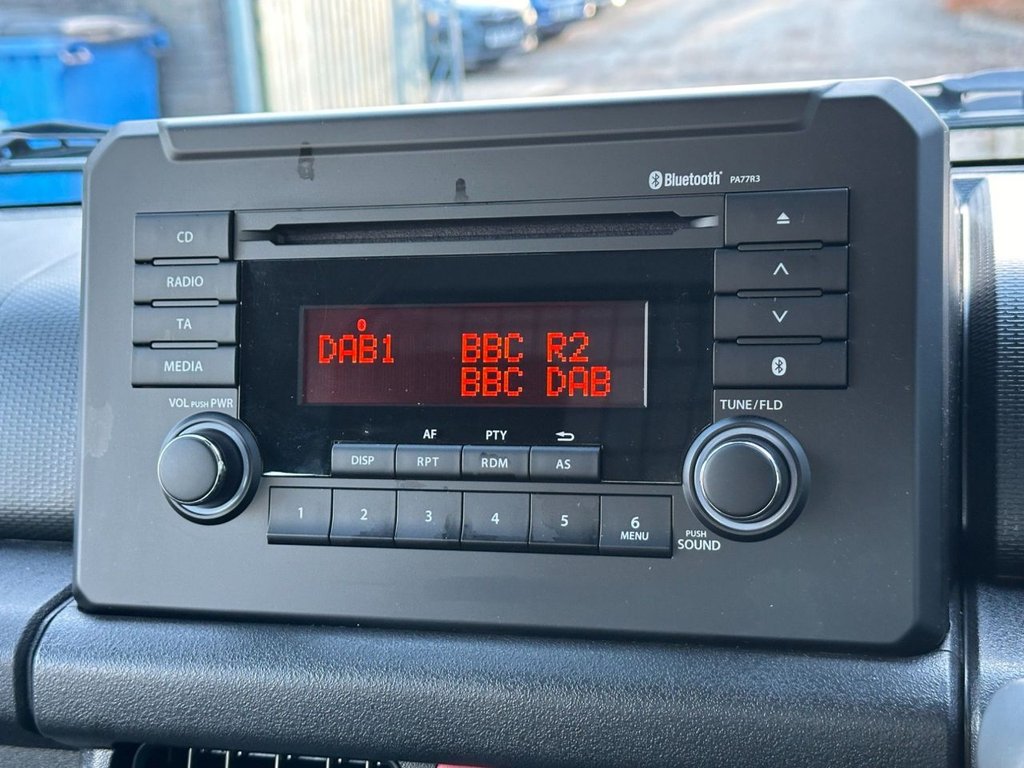 Bluetooth® PA77R3
CD
RADIO
TA
MEDIA
DAB1 BBC R2
BBC DAB
VOL PUSH PWR
TUNE/FLD
AF PTY
DISP RPT RDM AS
1 2 3 4 5 6
MENU
PUSH
SOUND